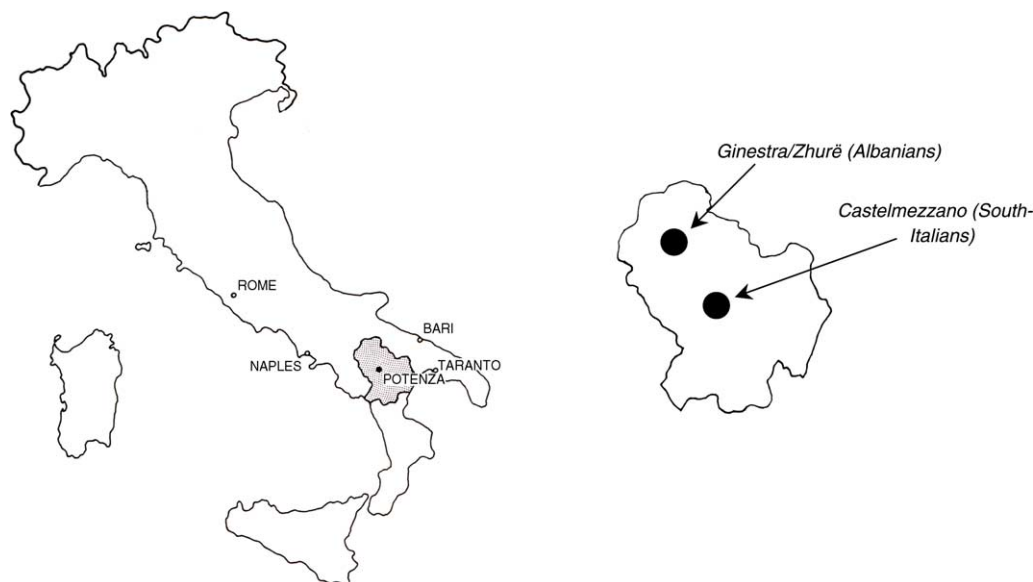 ROME
NAPLES
BARI
TARANTO
POTENZA
Ginestra/Zhurë (Albanians)
Castelmezzano (South-
Italians)